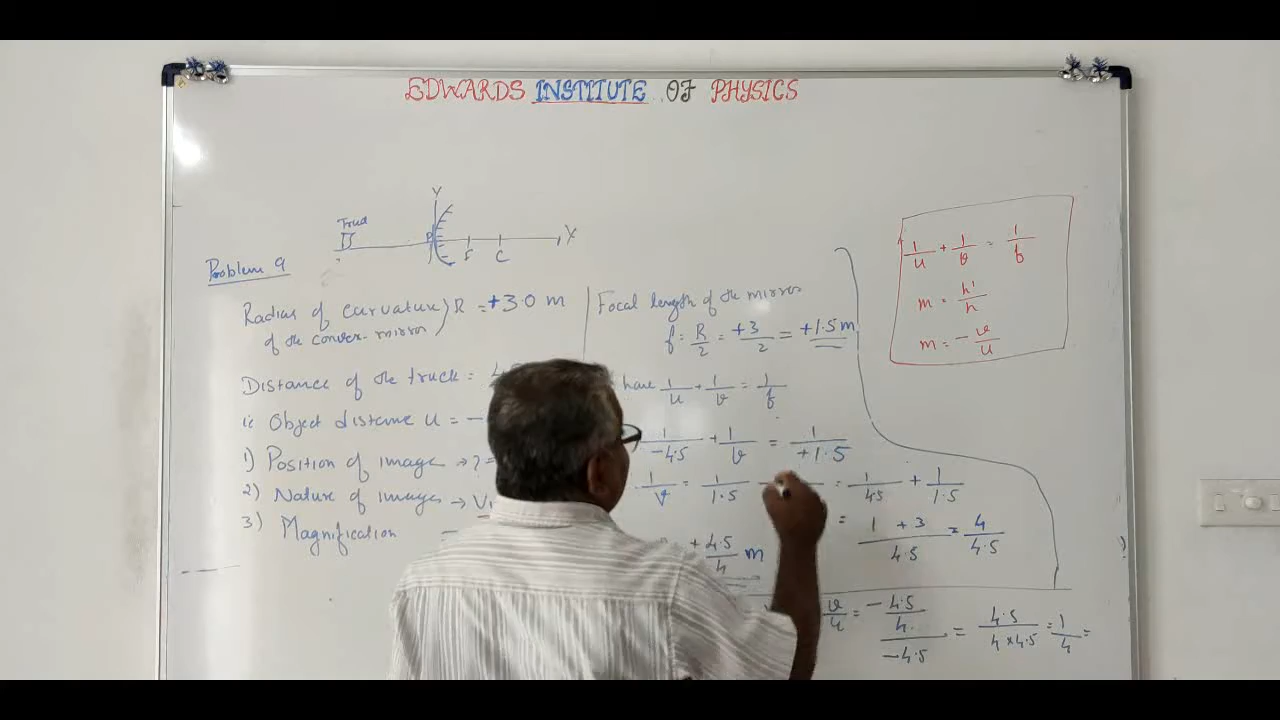 EDWARDS INSTITUTE OF PHYSICS
Y
X
P
F
C
Problem 9
Radius of curvature } R = +3.0 m
of the convex mirror
Distance of the truck =
ie Object distance u = -
1) Position of image → ?
2) Nature of images →
3) Magnification
Focal length of the mirror
f = R/2 = +3/2 = +1.5 m
have 1/u + 1/v = 1/f
1/-4.5 + 1/v = 1/+1.5
1/v = 1/1.5
= 1/4.5 + 1/1.5
= 1 + 3/4.5 = 4/4.5
+4.5/4 m
v/u = -4.5/4/-4.5 = 4.5/4×4.5 = 1/4 =
1/u + 1/v = 1/f
m = h'/h
m = - v/u